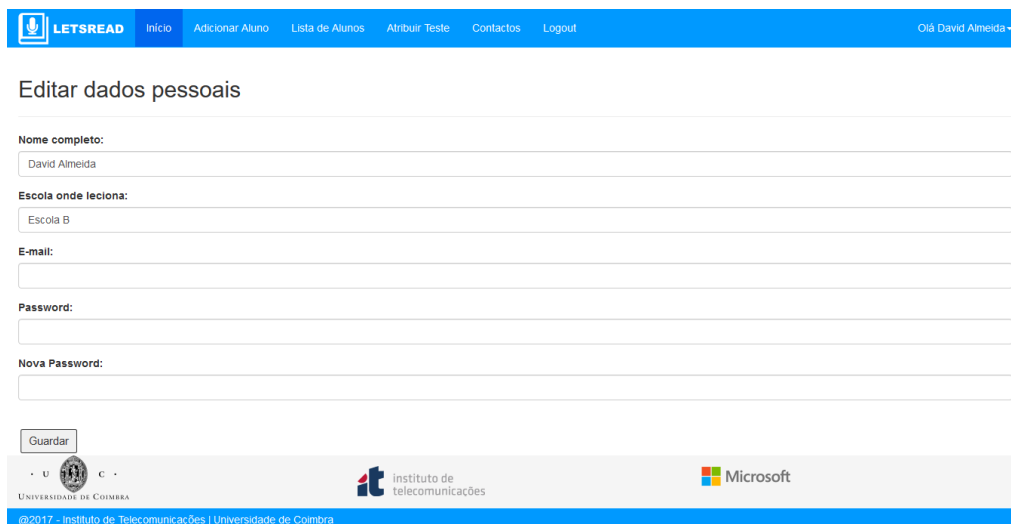 LETSREAD Início Adicionar Aluno Lista de Alunos Atribuir Teste Contactos Logout Olá David Almeida
Editar dados pessoais
Nome completo:
David Almeida
Escola onde leciona:
Escola B
E-mail:
Password:
Nova Password:
Guardar
· U C ·
UNIVERSIDADE DE COIMBRA
instituto de
telecomunicações
Microsoft
@2017 - Instituto de Telecomunicações | Universidade de Coimbra